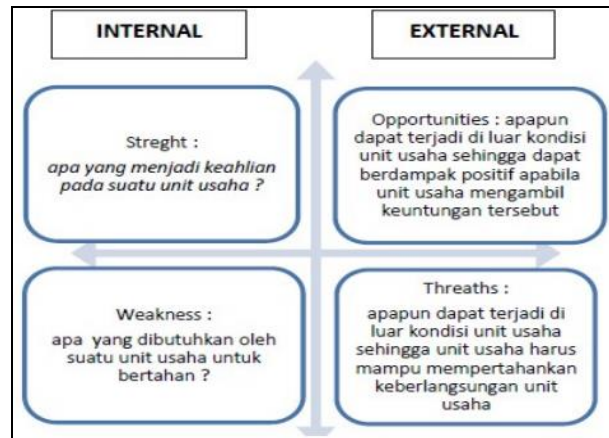 INTERNAL
EXTERNAL
Streght :
apa yang menjadi keahlian
pada suatu unit usaha ?
Opportunities : apapun
dapat terjadi di luar kondisi
unit usaha sehingga dapat
berdampak positif apabila
unit usaha mengambil
keuntungan tersebut
Weakness :
apa yang dibutuhkan oleh
suatu unit usaha untuk
bertahan ?
Threaths :
apapun dapat terjadi di
luar kondisi unit usaha
sehingga unit usaha harus
mampu mempertahankan
keberlangsungan unit
usaha